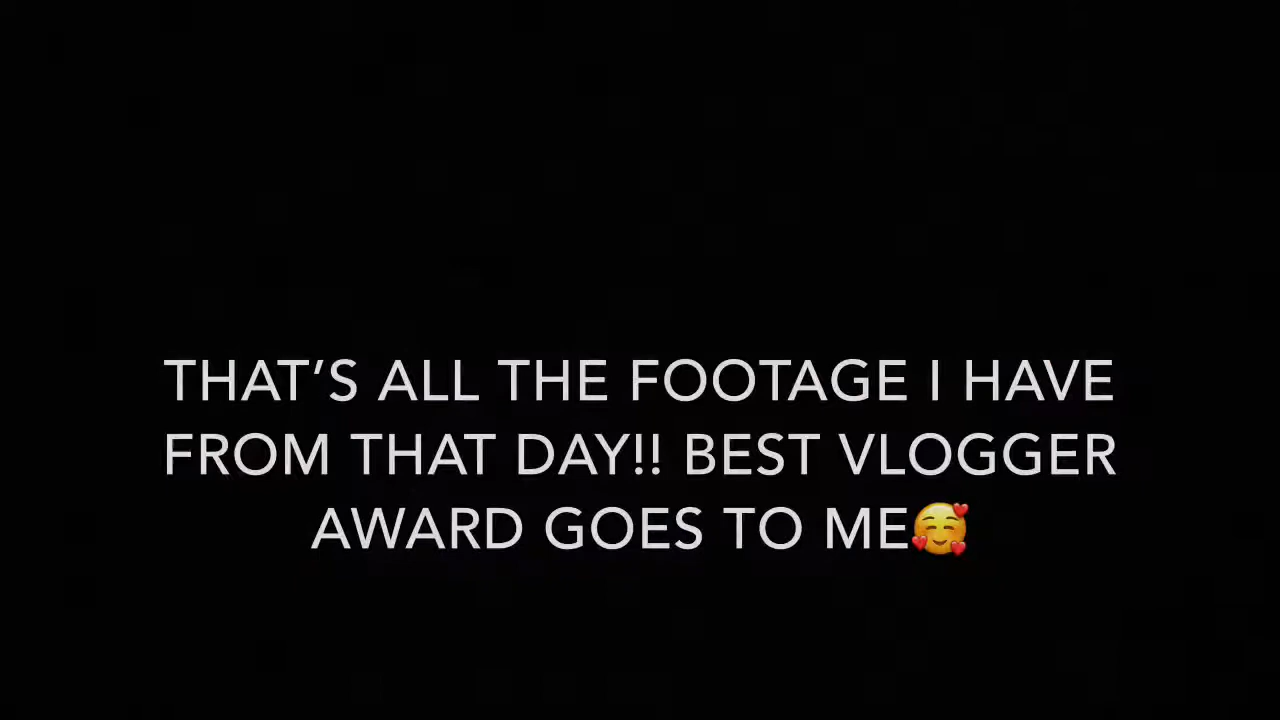 THAT’S ALL THE FOOTAGE I HAVE
FROM THAT DAY!! BEST VLOGGER
AWARD GOES TO ME🥰